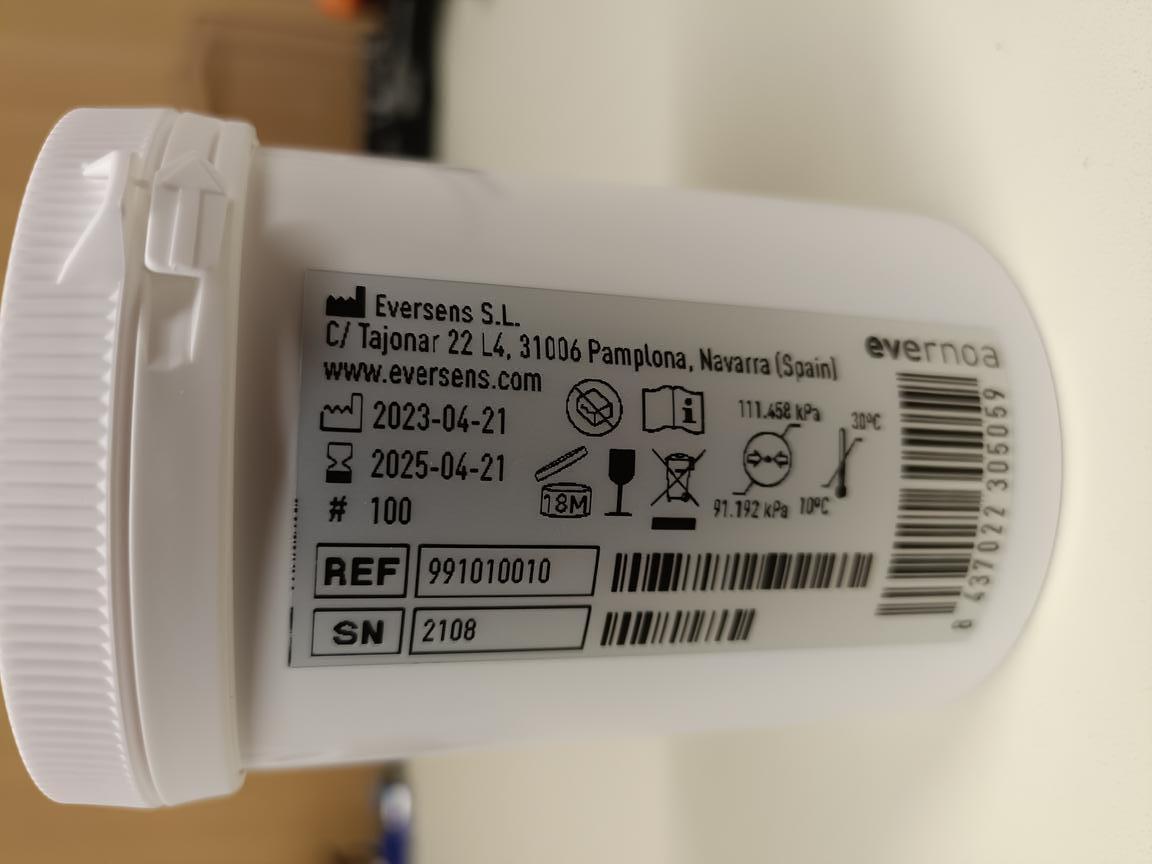 Eversens S.L.
C/ Tajonar 22 L4, 31006 Pamplona, Navarra (Spain)
www.eversens.com
2023-04-21
2025-04-21
# 100
18M
111.458 kPa
91.192 kPa
30ºC
10ºC
REF 991010010
SN 2108
evernoa
8 437022 305059